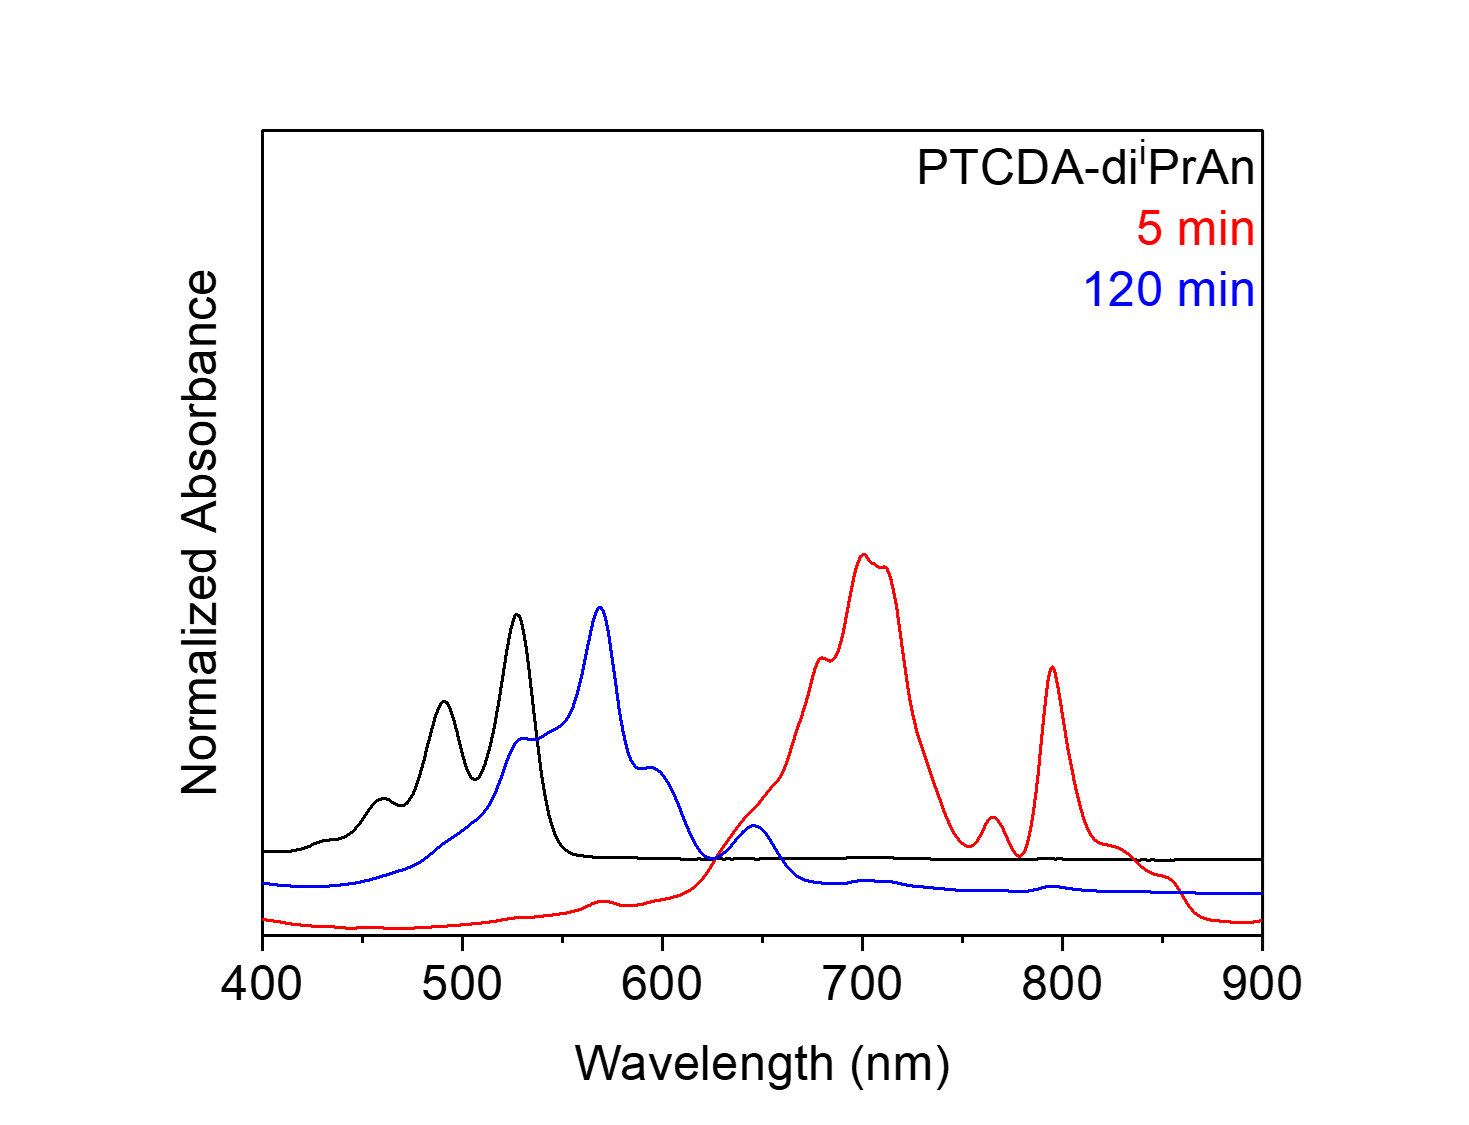 PTCDA-diⁱPrAn
5 min
120 min
Normalized Absorbance
400 500 600 700 800 900
Wavelength (nm)